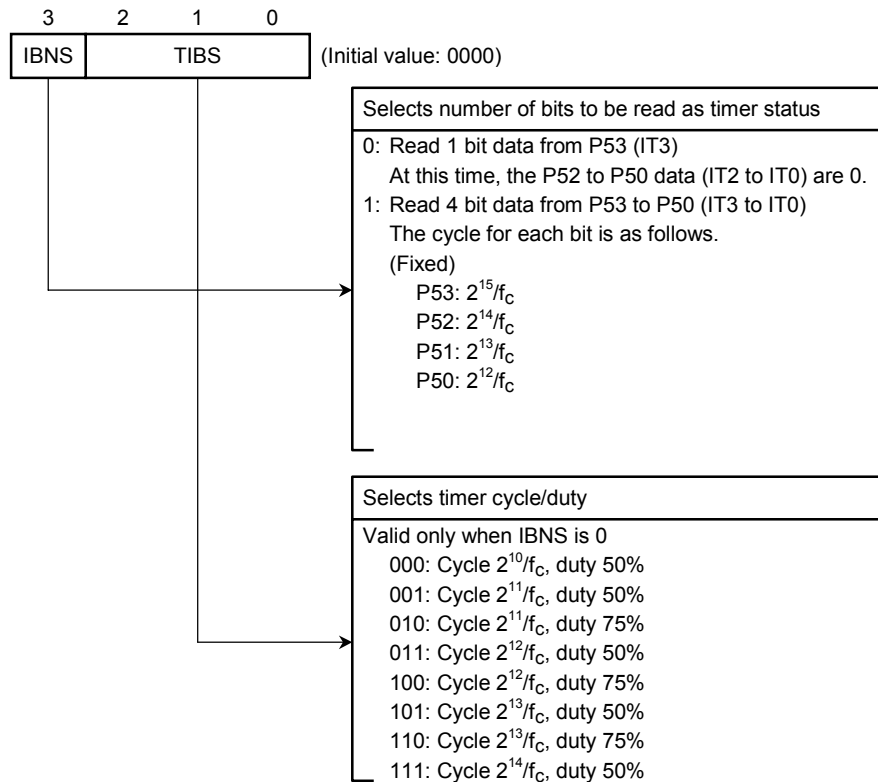 3 2 1 0
IBNS TIBS (Initial value: 0000)
Selects number of bits to be read as timer status
0: Read 1 bit data from P53 (IT3)
At this time, the P52 to P50 data (IT2 to IT0) are 0.
1: Read 4 bit data from P53 to P50 (IT3 to IT0)
The cycle for each bit is as follows.
(Fixed)
P53: 2^15/fC
P52: 2^14/fC
P51: 2^13/fC
P50: 2^12/fC
Selects timer cycle/duty
Valid only when IBNS is 0
000: Cycle 2^10/fC, duty 50%
001: Cycle 2^11/fC, duty 50%
010: Cycle 2^11/fC, duty 75%
011: Cycle 2^12/fC, duty 50%
100: Cycle 2^12/fC, duty 75%
101: Cycle 2^13/fC, duty 50%
110: Cycle 2^13/fC, duty 75%
111: Cycle 2^14/fC, duty 50%